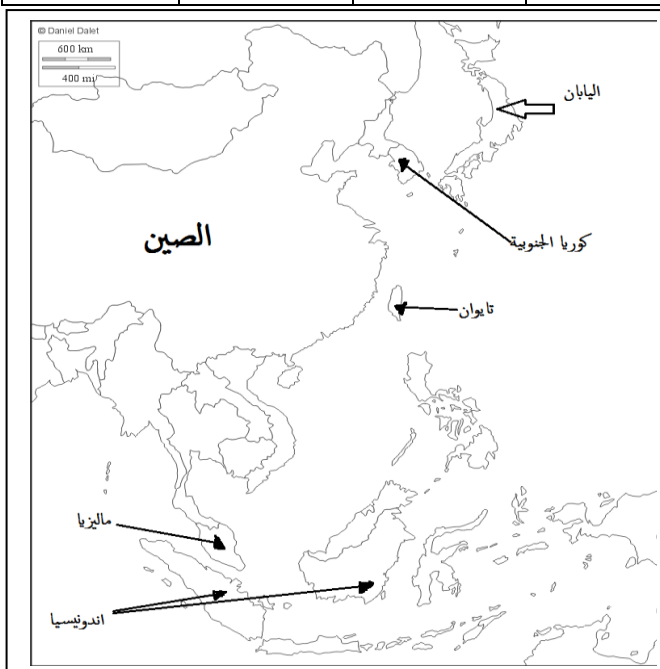 © Daniel Dalet
600 km
400 mi
اليابان
كوريا الجنوبية
الصين
تايوان
ماليزيا
اندونيسيا